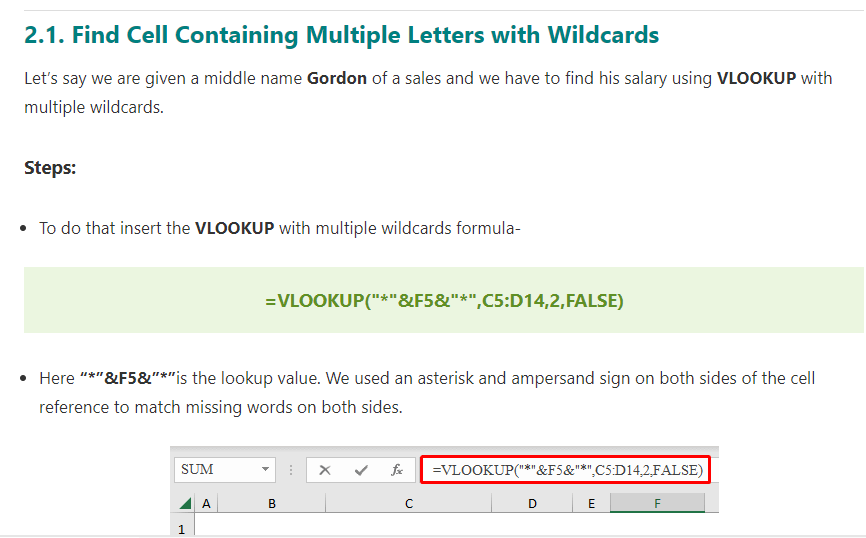 2.1. Find Cell Containing Multiple Letters with Wildcards
Let’s say we are given a middle name Gordon of a sales and we have to find his salary using VLOOKUP with
multiple wildcards.
Steps:
• To do that insert the VLOOKUP with multiple wildcards formula-
=VLOOKUP("*"&F5&"*",C5:D14,2,FALSE)
• Here “*”&F5&”*”is the lookup value. We used an asterisk and ampersand sign on both sides of the cell
reference to match missing words on both sides.
SUM fx =VLOOKUP("*"&F5&"*",C5:D14,2,FALSE)
A B C D E F
1